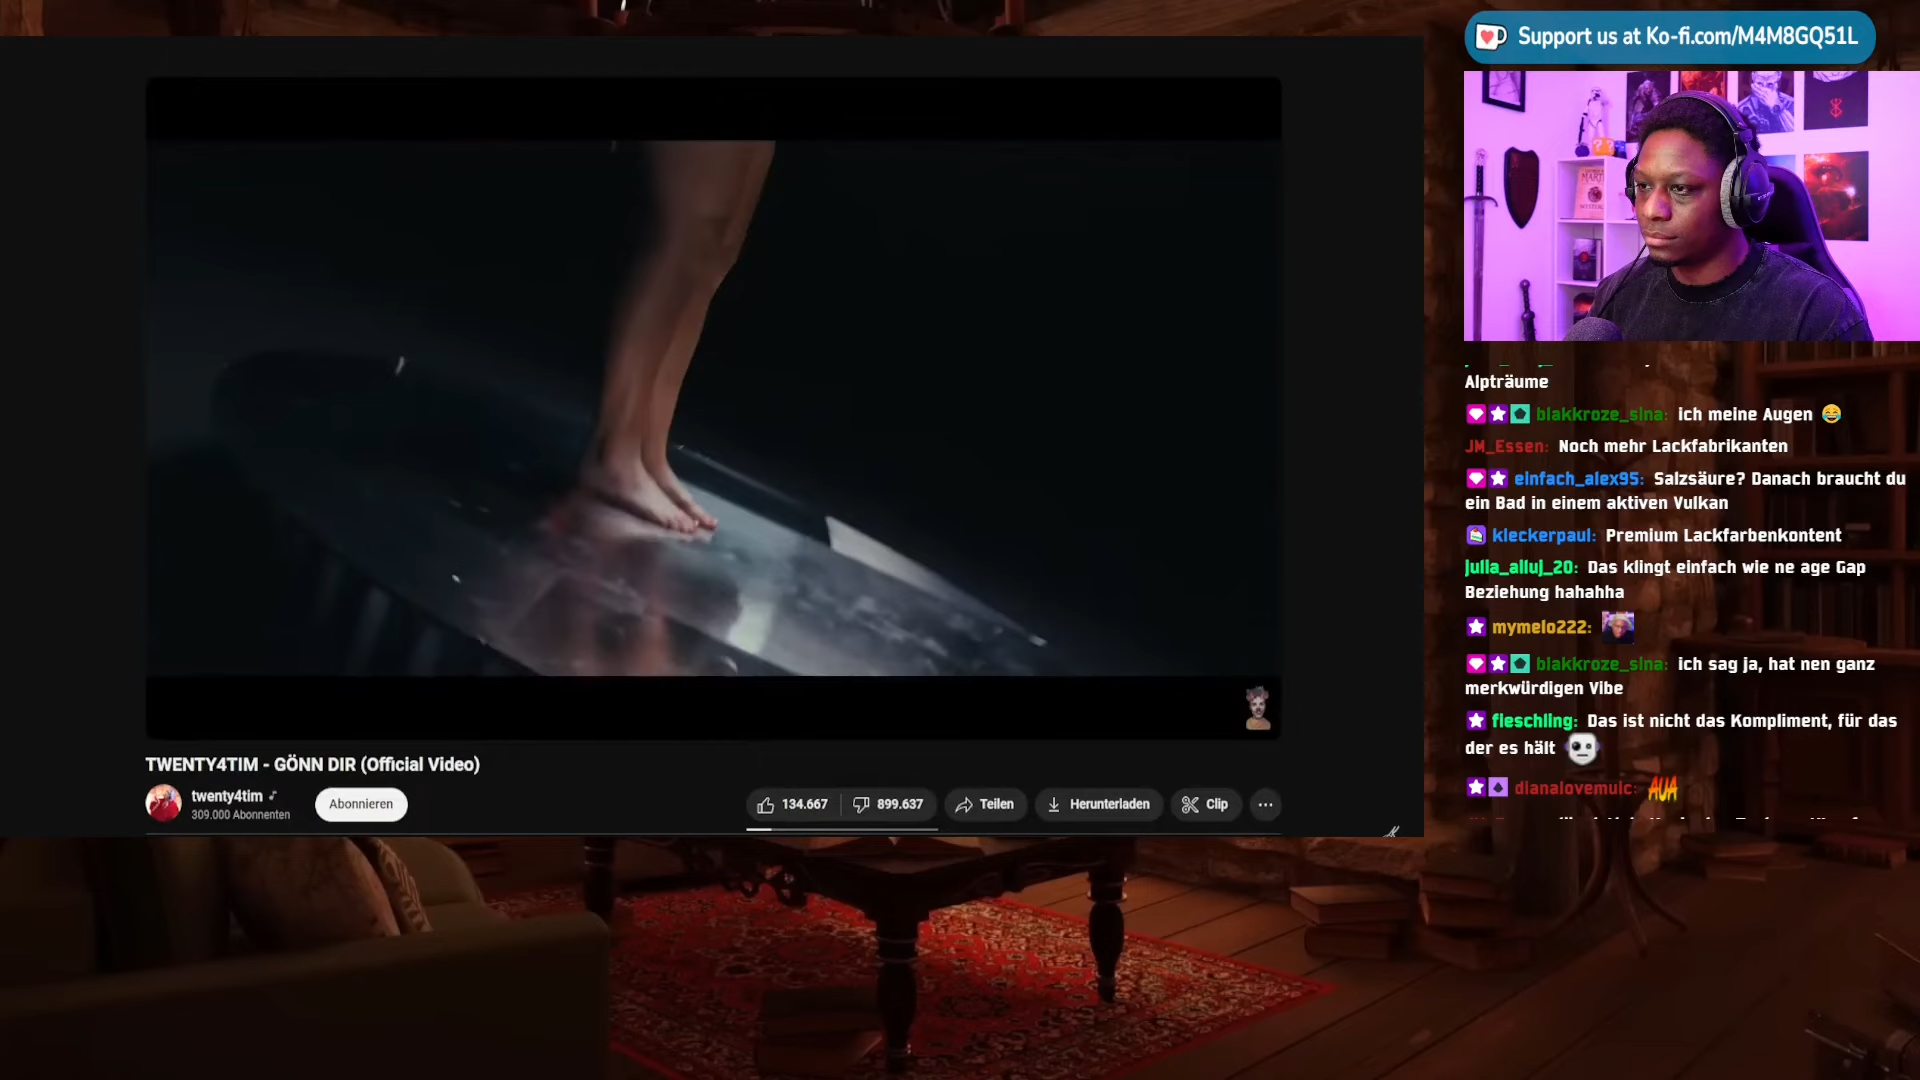 Support us at Ko-fi.com/M4M8GQ51L
Alpträume
blakkroze_sina: ich meine Augen 😂
JM_Essen: Noch mehr Lackfabrikanten
einfach_alex95: Salzsäure? Danach braucht du
ein Bad in einem aktiven Vulkan
kleckerpaul: Premium Lackfarbenkontent
julia_alluj_20: Das klingt einfach wie ne age Gap
Beziehung hahahha
mymelo222:
blakkroze_sina: ich sag ja, hat nen ganz
merkwürdigen Vibe
fleschling: Das ist nicht das Kompliment, für das
der es hält
dianalovemuic: AUA
TWENTY4TIM - GÖNN DIR (Official Video)
twenty4tim
309.000 Abonnenten
Abonnieren
134.667
899.637
Teilen
Herunterladen
Clip